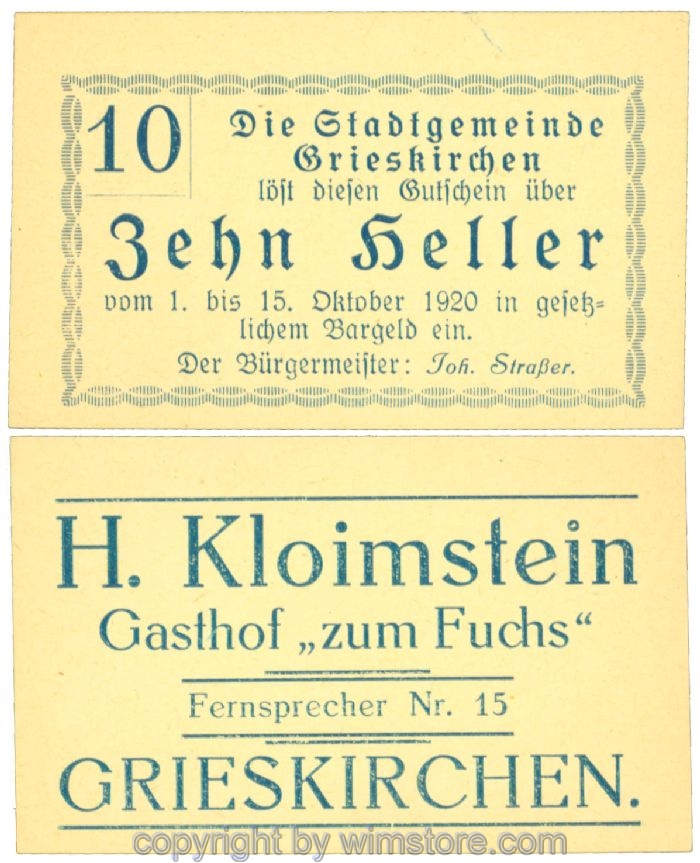 10
Die Stadtgemeinde
Grieskirchen
löst diesen Gutschein über
Zehn Heller
vom 1. bis 15. Oktober 1920 in gesetz=
lichem Bargeld ein.
Der Bürgermeister: Joh. Straßer.
H. Kloimstein
Gasthof „zum Fuchs“
Fernsprecher Nr. 15
GRIESKIRCHEN.
copyright by wimstore.com